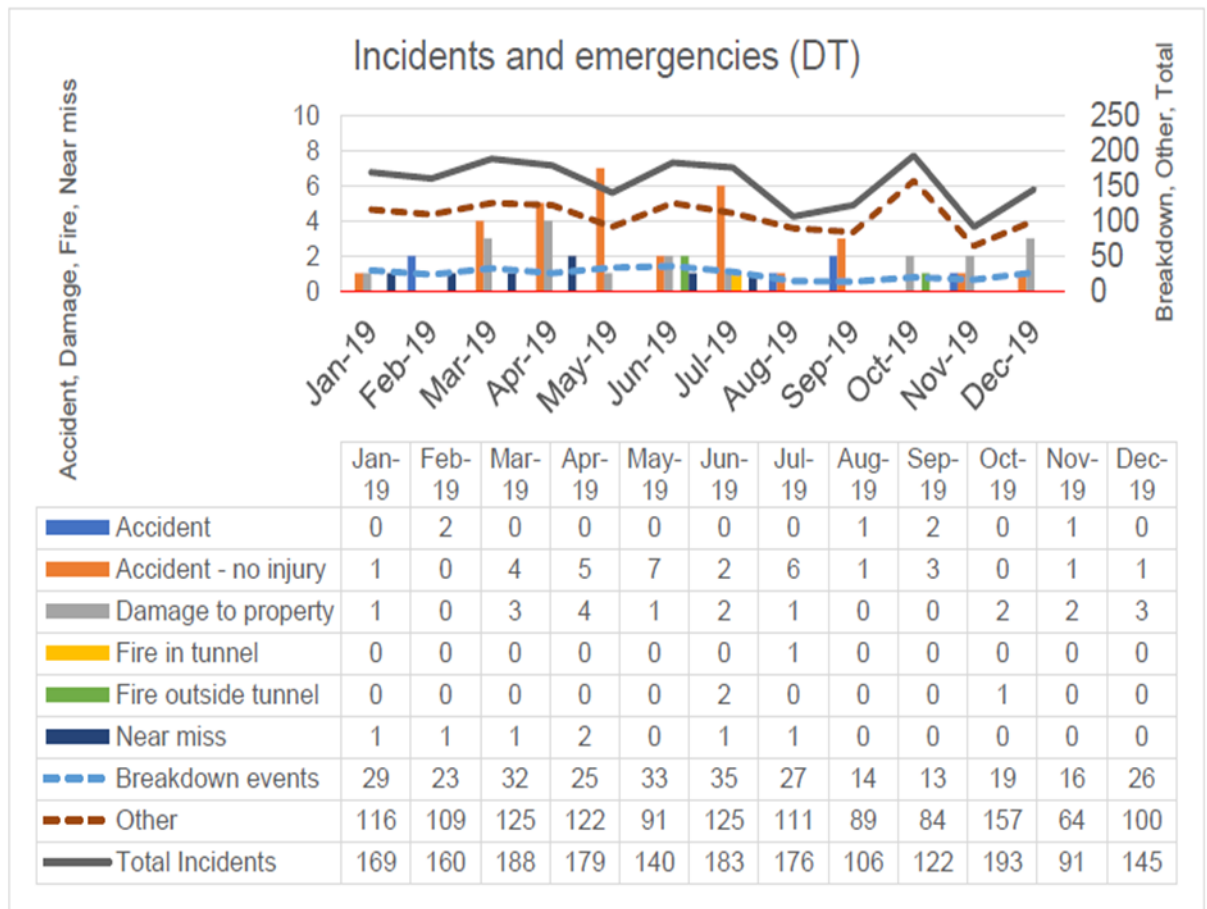 Incidents and emergencies (DT)
Accident, Damage, Fire, Near miss
10
8
6
4
2
0
250
200
150
100
50
0
Breakdown, Other, Total
Jan-19 Feb-19 Mar-19 Apr-19 May-19 Jun-19 Jul-19 Aug-19 Sep-19 Oct-19 Nov-19 Dec-19
Jan- Feb- Mar- Apr- May- Jun- Jul- Aug- Sep- Oct- Nov- Dec-
19 19 19 19 19 19 19 19 19 19 19 19
Accident 0 2 0 0 0 0 0 1 2 0 1 0
Accident - no injury 1 0 4 5 7 2 6 1 3 0 1 1
Damage to property 1 0 3 4 1 2 1 0 0 2 2 3
Fire in tunnel 0 0 0 0 0 0 1 0 0 0 0 0
Fire outside tunnel 0 0 0 0 0 2 0 0 0 1 0 0
Near miss 1 1 1 2 0 1 1 0 0 0 0 0
Breakdown events 29 23 32 25 33 35 27 14 13 19 16 26
Other 116 109 125 122 91 125 111 89 84 157 64 100
Total Incidents 169 160 188 179 140 183 176 106 122 193 91 145